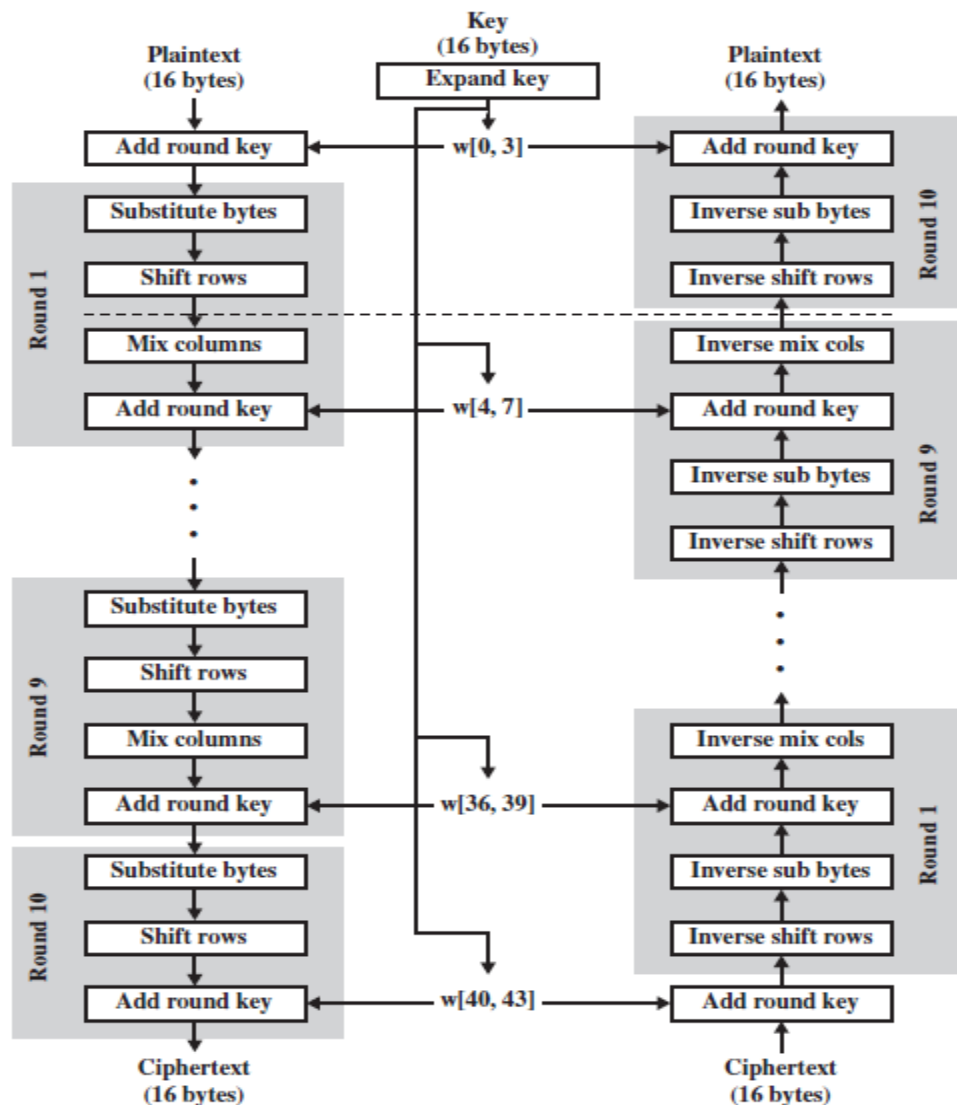 Key
(16 bytes)
Expand key
Plaintext
(16 bytes)
Add round key
Round 1
Substitute bytes
Shift rows
Mix columns
Add round key
Round 9
Substitute bytes
Shift rows
Mix columns
Add round key
Round 10
Substitute bytes
Shift rows
Add round key
Ciphertext
(16 bytes)
w[0, 3]
w[4, 7]
w[36, 39]
w[40, 43]
Plaintext
(16 bytes)
Add round key
Inverse sub bytes
Inverse shift rows
Round 10
Inverse mix cols
Add round key
Inverse sub bytes
Inverse shift rows
Round 9
Inverse mix cols
Add round key
Inverse sub bytes
Inverse shift rows
Round 1
Add round key
Ciphertext
(16 bytes)